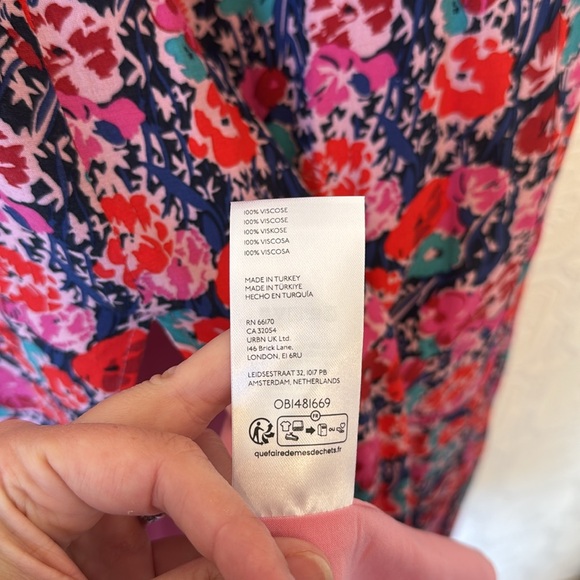 100% VISCOSE
100% VISCOSE
100% VISKOSE
100% VISCOSA
100% VISCOSA
MADE IN TURKEY
MADE IN TÜRKIYE
HECHO EN TURQUÍA
RN 66170
CA 32054
URBN UK Ltd.
146 Brick Lane,
LONDON, E1 6RU
LEIDSESTRAAT 32, 1017 PB
AMSTERDAM, NETHERLANDS
OB1481669
FR
OU
quefairedemesdechets.fr